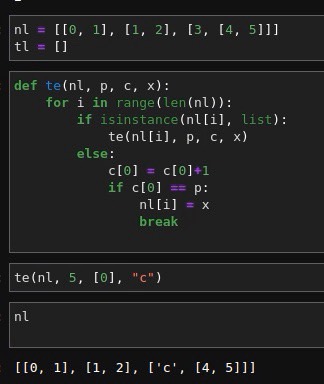 nl = [[0, 1], [1, 2], [3, [4, 5]]]
tl = []
def te(nl, p, c, x):
    for i in range(len(nl)):
        if isinstance(nl[i], list):
            te(nl[i], p, c, x)
        else:
            c[0] = c[0]+1
            if c[0] == p:
                nl[i] = x
                break
te(nl, 5, [0], "c")
nl
[[0, 1], [1, 2], ['c', [4, 5]]]